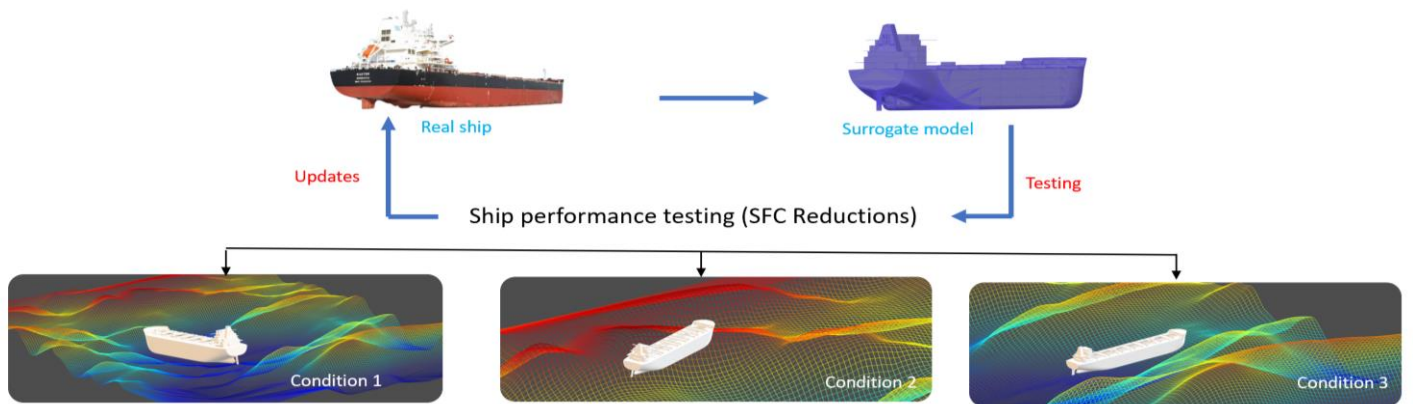 Real ship
Surrogate model
Updates
Testing
Ship performance testing (SFC Reductions)
Condition 1
Condition 2
Condition 3